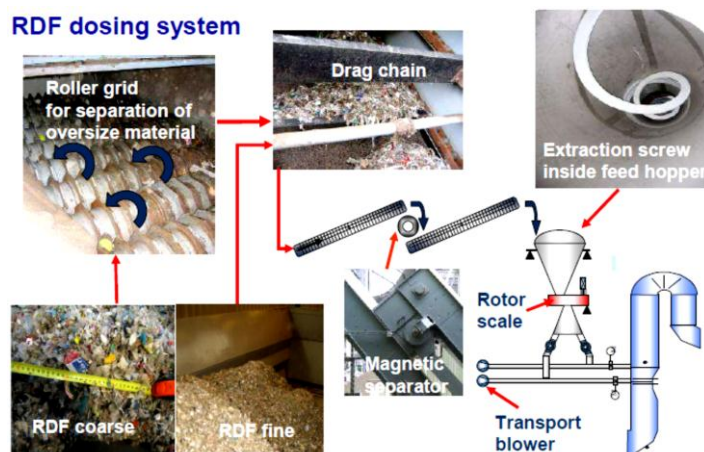 RDF dosing system
Roller grid
for separation of
oversize material
Drag chain
Extraction screw
inside feed hopper
Rotor
scale
Magnetic
separator
RDF coarse
RDF fine
Transport
blower